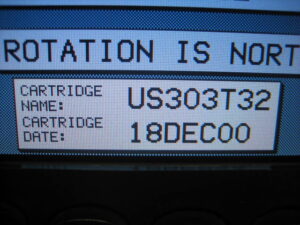 ROTATION IS NORT
CARTRIDGE NAME: US303T32
CARTRIDGE DATE: 18DEC00